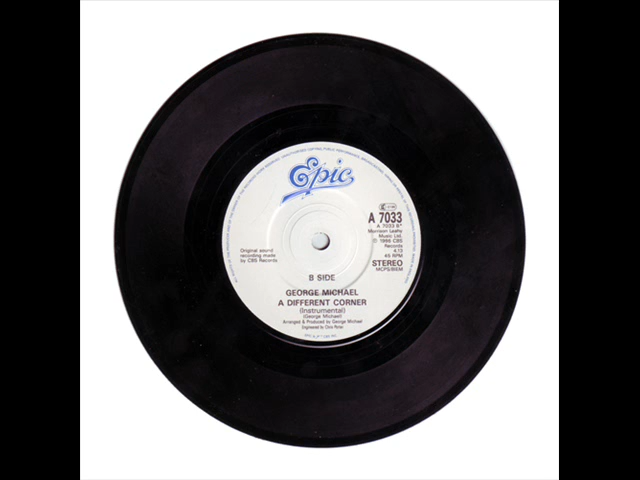 Epic
A 7033
A 7033 B*
Morrison Leahy
Music Ltd.
℗ 1986 CBS
Records
4.13
45 RPM
STEREO
MCPS/BIEM
Original sound
recording made
by CBS Records
B SIDE
GEORGE MICHAEL
A DIFFERENT CORNER
(Instrumental)
(George Michael)
Arranged & Produced by George Michael
Engineered by Chris Porter